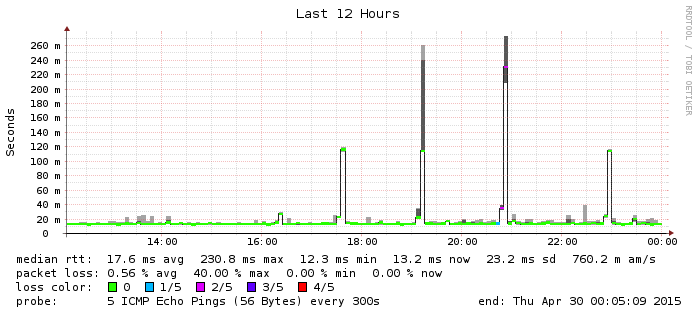 Last 12 Hours
RRDTOOL / TOBI OETIKER
Seconds
260 m
240 m
220 m
200 m
180 m
160 m
140 m
120 m
100 m
80 m
60 m
40 m
20 m
0
14:00 16:00 18:00 20:00 22:00 00:00
median rtt: 17.6 ms avg 230.8 ms max 12.3 ms min 13.2 ms now 23.2 ms sd 760.2 m am/s
packet loss: 0.56 % avg 40.00 % max 0.00 % min 0.00 % now
loss color: 0 1/5 2/5 3/5 4/5
probe: 5 ICMP Echo Pings (56 Bytes) every 300s end: Thu Apr 30 00:05:09 2015